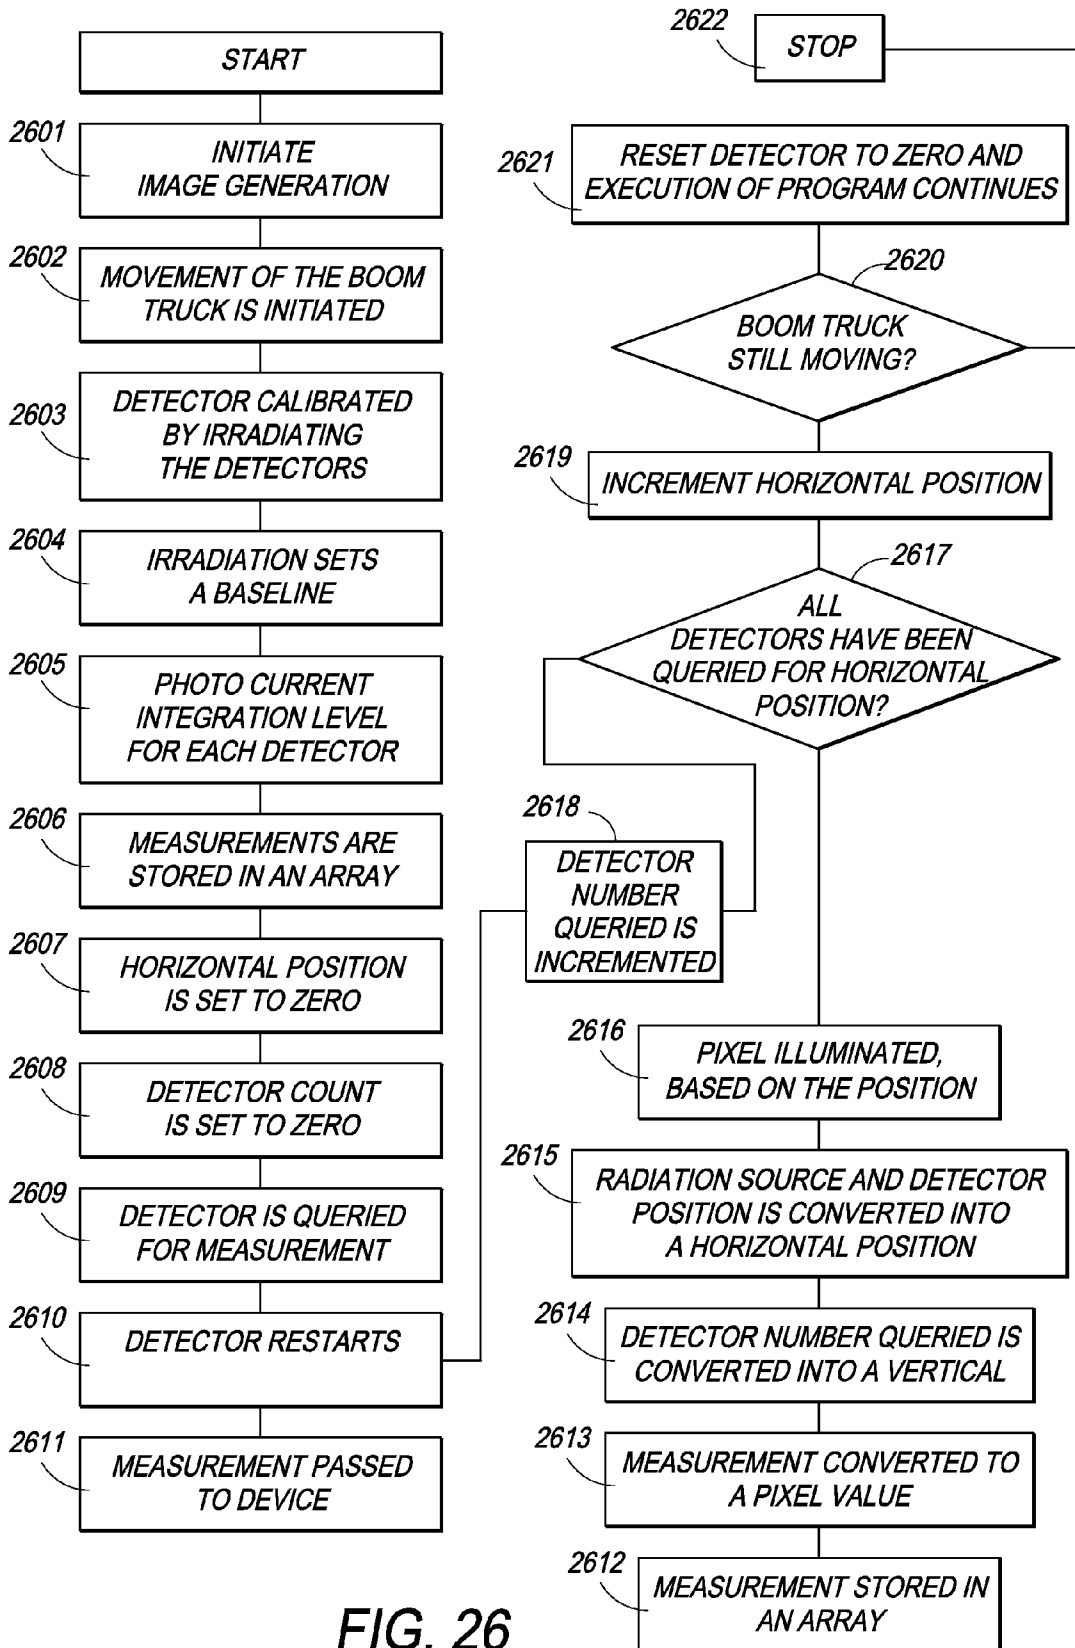 START
2601
INITIATE
IMAGE GENERATION
2602
MOVEMENT OF THE BOOM
TRUCK IS INITIATED
2603
DETECTOR CALIBRATED
BY IRRADIATING
THE DETECTORS
2604
IRRADIATION SETS
A BASELINE
2605
PHOTO CURRENT
INTEGRATION LEVEL
FOR EACH DETECTOR
2606
MEASUREMENTS ARE
STORED IN AN ARRAY
2607
HORIZONTAL POSITION
IS SET TO ZERO
2608
DETECTOR COUNT
IS SET TO ZERO
2609
DETECTOR IS QUERIED
FOR MEASUREMENT
2610
DETECTOR RESTARTS
2611
MEASUREMENT PASSED
TO DEVICE
2622
STOP
2621
RESET DETECTOR TO ZERO AND
EXECUTION OF PROGRAM CONTINUES
2620
BOOM TRUCK
STILL MOVING?
2619
INCREMENT HORIZONTAL POSITION
2617
ALL
DETECTORS HAVE BEEN
QUERIED FOR HORIZONTAL
POSITION?
2618
DETECTOR
NUMBER
QUERIED IS
INCREMENTED
2616
PIXEL ILLUMINATED,
BASED ON THE POSITION
2615
RADIATION SOURCE AND DETECTOR
POSITION IS CONVERTED INTO
A HORIZONTAL POSITION
2614
DETECTOR NUMBER QUERIED IS
CONVERTED INTO A VERTICAL
2613
MEASUREMENT CONVERTED TO
A PIXEL VALUE
2612
MEASUREMENT STORED IN
AN ARRAY
FIG. 26